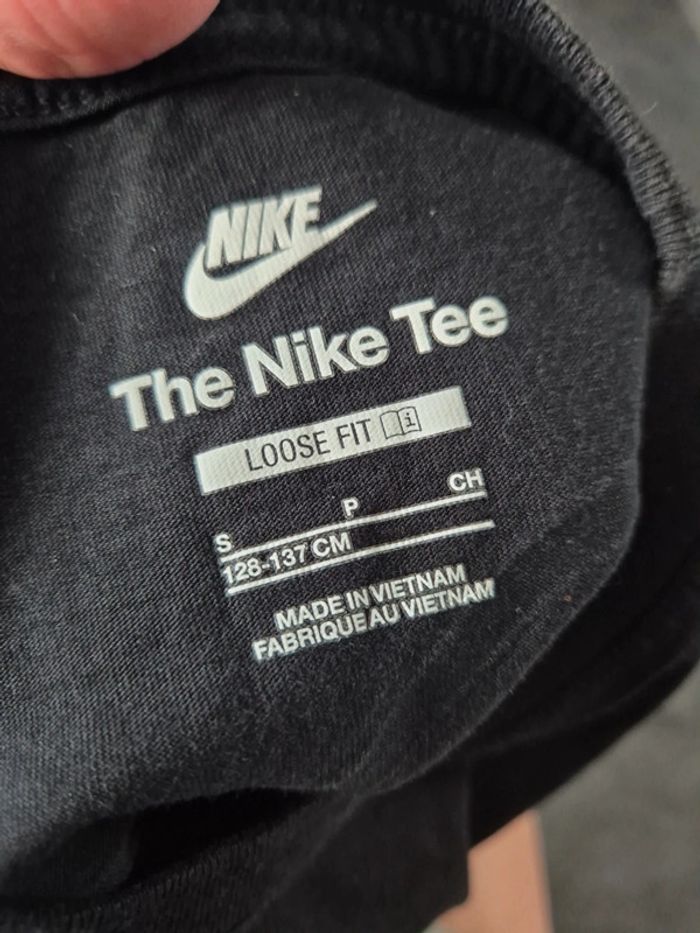 NIKE
The Nike Tee
LOOSE FIT i
S P CH
128-137 CM
MADE IN VIETNAM
FABRIQUE AU VIETNAM